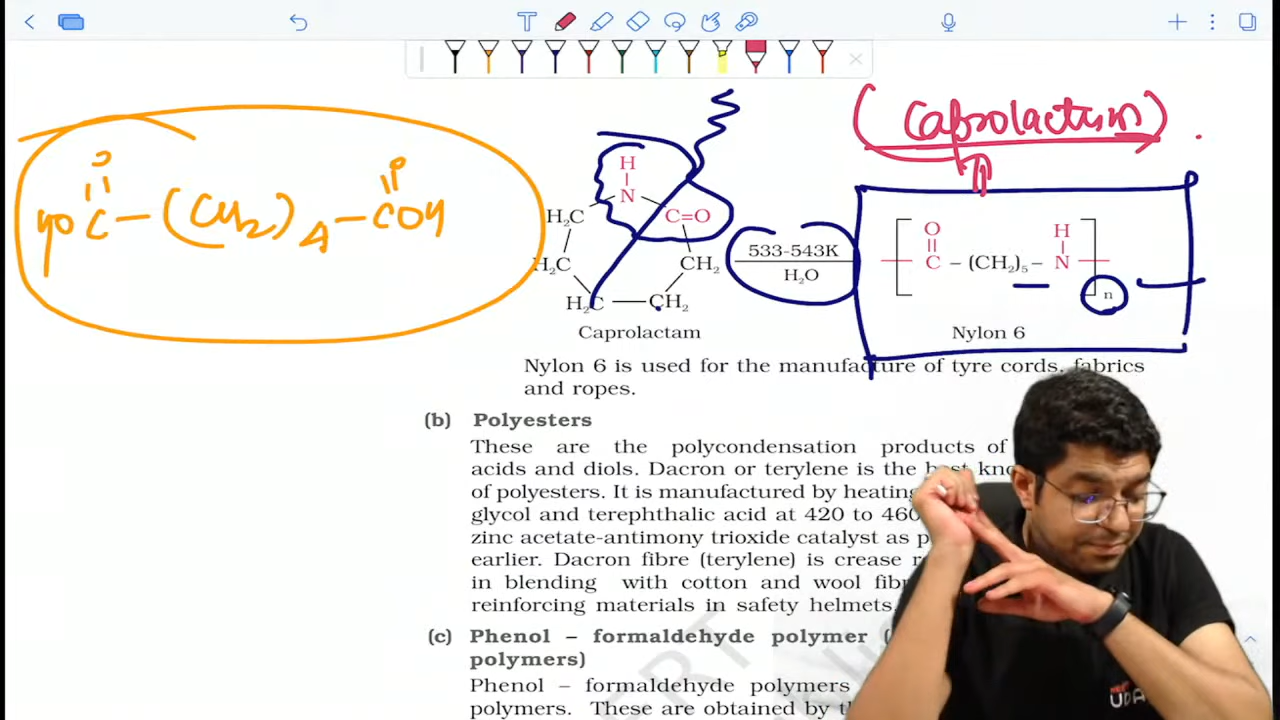 (Caprolactum)
O
O
HO C – (CH2)4 – COH
H
N
H2C
C=O
H2C
CH2
H2C
CH2
Caprolactam
533-543K
H2O
O
H
C – (CH2)5 – N
n
Nylon 6
Nylon 6 is used for the manufacture of tyre cords, fabrics
and ropes.
(b) Polyesters
These are the polycondensation products of
acids and diols. Dacron or terylene is the best
of polyesters. It is manufactured by heating
glycol and terephthalic acid at 420 to 460
zinc acetate-antimony trioxide catalyst as
earlier. Dacron fibre (terylene) is crease
in blending with cotton and wool
reinforcing materials in safety helmets
(c) Phenol – formaldehyde polymer
polymers)
Phenol – formaldehyde polymers
polymers. These are obtained by